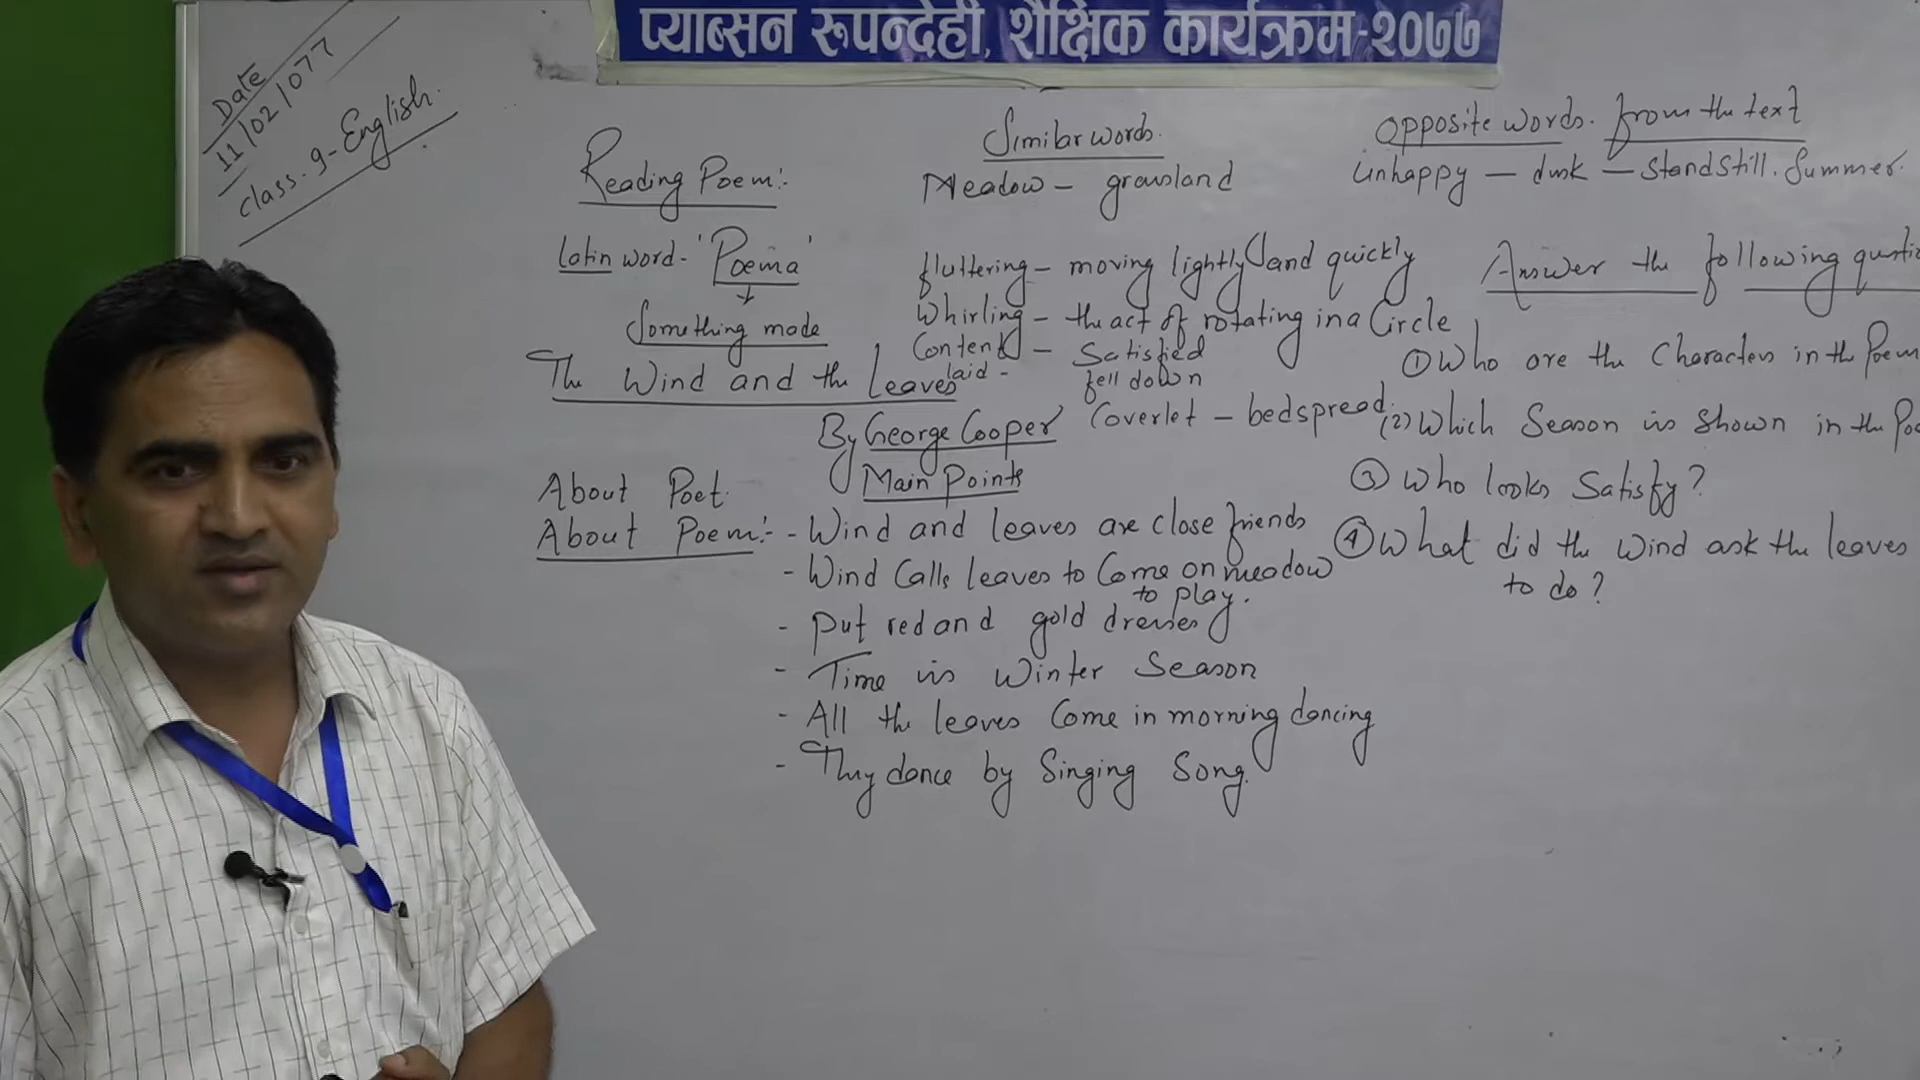 प्याब्सन रुपन्देही, शैक्षिक कार्यक्रम-२०७७
Date
11/02/077
class. 9 - English.
Reading Poem:-
Latin word - 'Poema'
Something made
The Wind and the Leaves
By George Cooper
About Poet.
About Poem:-
Main Points
- Wind and leaves are close friends
- Wind Calls leaves to Come on meadow
to play.
- Put red and gold dresses
- Time is Winter Season
- All the leaves Come in morning dancing
- They dance by Singing Song.
Similar words.
Meadow - grassland
fluttering - moving lightly and quickly
Whirling - the act of rotating in a Circle
Content - Satisfied
laid - fell down
Coverlet - bedspread
Opposite words. from the text
Unhappy - dusk - Stand Still. Summer.
Answer the following questio
① Who are the Characters in the Poem
(2) Which Season is shown in the Poe
③ Who looks Satisfy?
④ What did the Wind ask the leaves
to do?